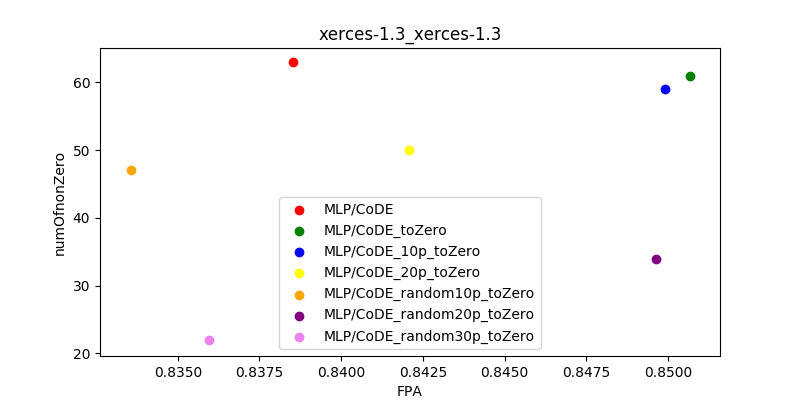 xerces-1.3_xerces-1.3
numOfnonZero
60
50
40
30
20
MLP/CoDE
MLP/CoDE_toZero
MLP/CoDE_10p_toZero
MLP/CoDE_20p_toZero
MLP/CoDE_random10p_toZero
MLP/CoDE_random20p_toZero
MLP/CoDE_random30p_toZero
0.8350 0.8375 0.8400 0.8425 0.8450 0.8475 0.8500
FPA